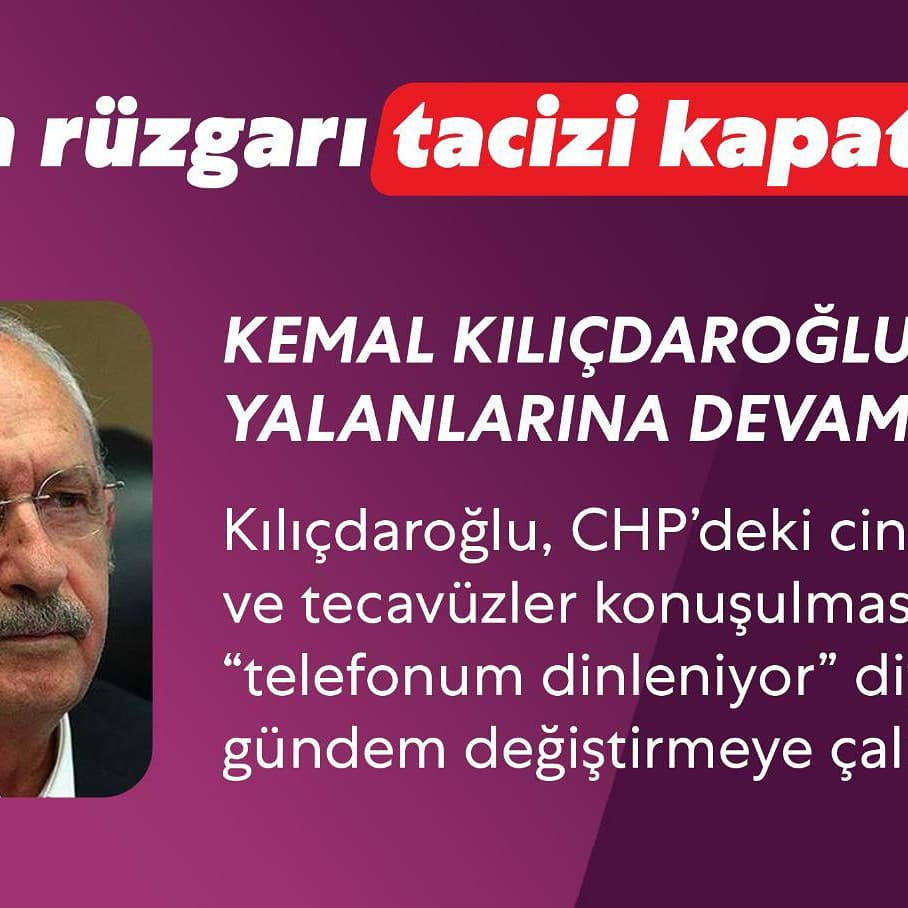 rüzgarı tacizi kapat
KEMAL KILIÇDAROĞLU
YALANLARINA DEVAM
Kılıçdaroğlu, CHP’deki cin
ve tecavüzler konuşulmas
“telefonum dinleniyor” di
gündem değiştirmeye çal